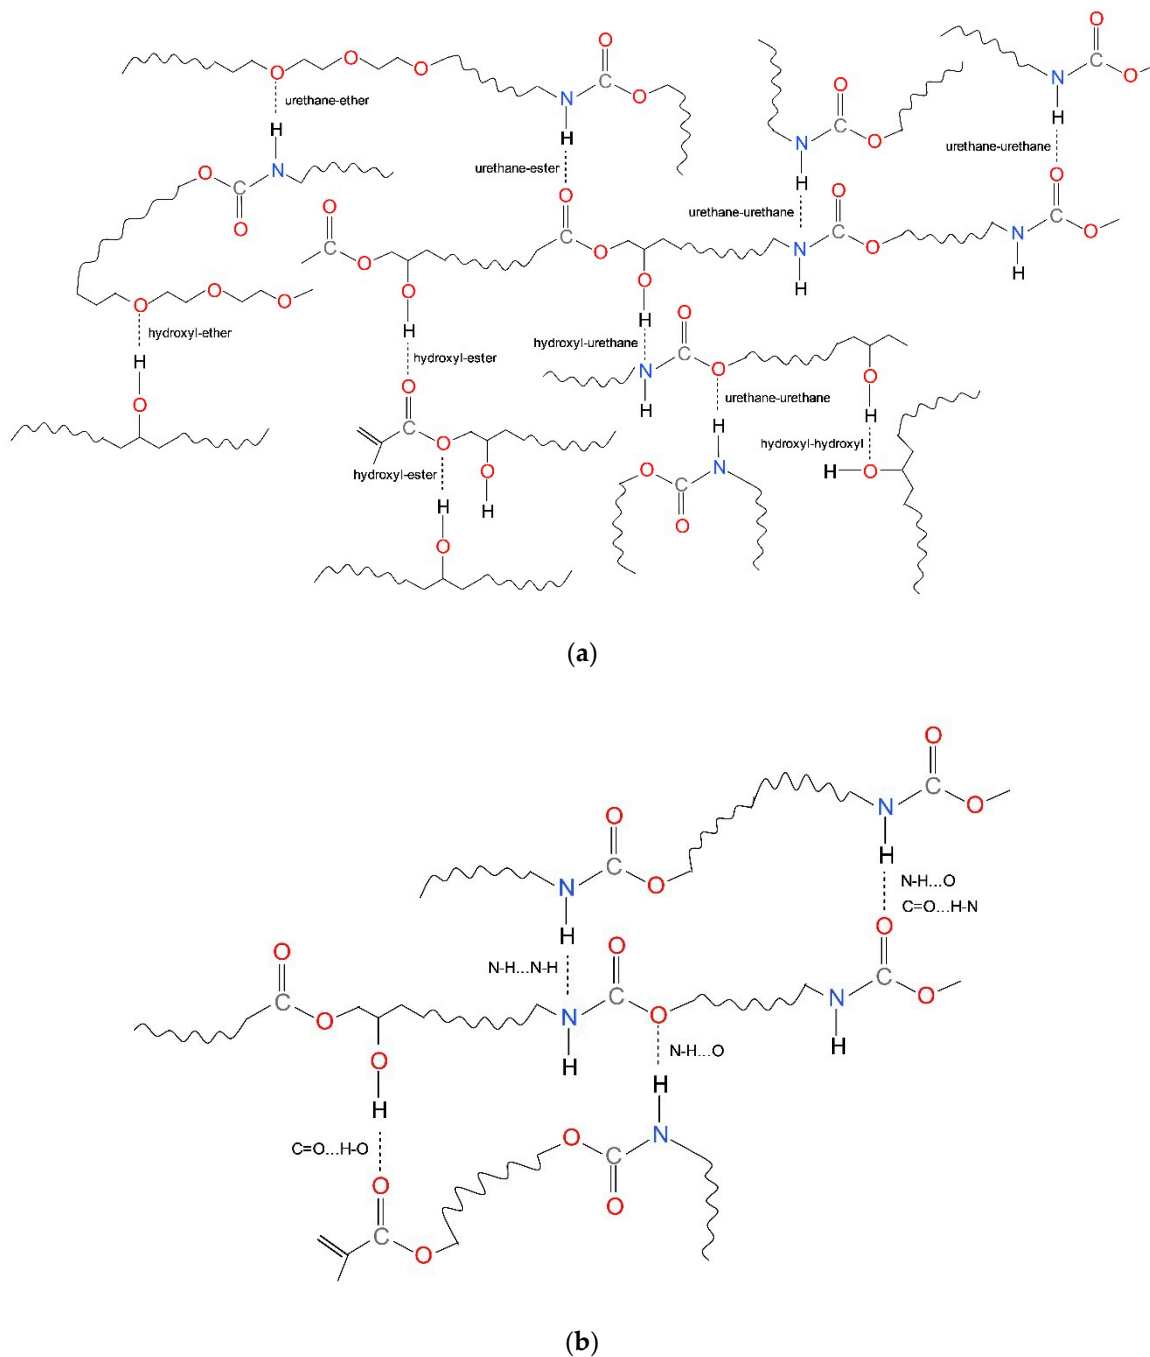 O
O
O
O
O
O
urethane-ether
N
C
O
O
N
C
O
H
H
H
N
C
O
H
urethane-ester
urethane-urethane
O
C
N
H
O
O
O
O
urethane-urethane
O
C
O
C
O
N
C
O
N
C
O
O
H
H
O
O
O
O
hydroxyl-ether
H
H
O
hydroxyl-urethane
C
H
hydroxyl-ester
N
O
O
O
O
H
urethane-urethane
H
C
O
H
hydroxyl-hydroxyl
hydroxyl-ester
O
O
C
N
H
O
H
H
O
O
(a)
O
O
N
C
O
O
H
N
C
O
N-H...O
C=O...H-N
H
O
O
O
N-H...N-H
C
O
N
C
O
N
C
O
O
H
N-H...O
H
H
H
C=O...H-O
O
C
N
O
O
C
O
(b)